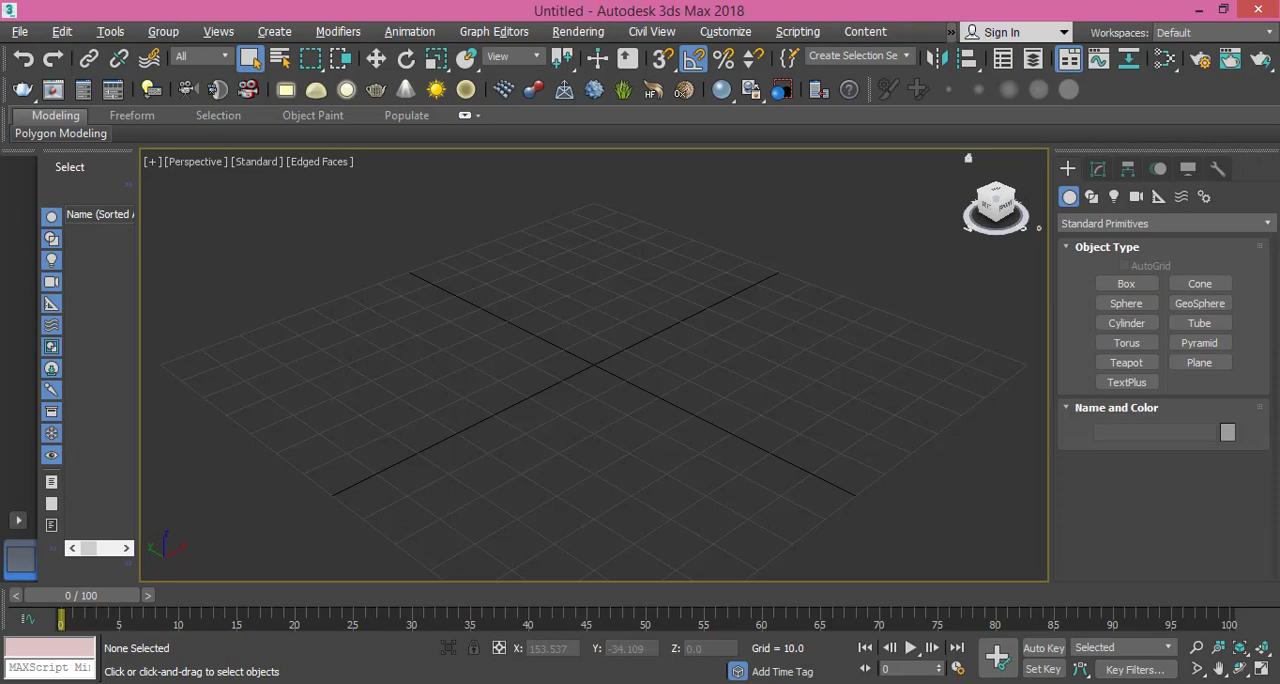 Untitled - Autodesk 3ds Max 2018
File Edit Tools Group Views Create Modifiers Animation Graph Editors Rendering Civil View Customize Scripting Content » Sign In Workspaces: Default
All View Create Selection Se
Modeling Freeform Selection Object Paint Populate
Polygon Modeling
Select
Name (Sorted A
[+] [Perspective] [Standard] [Edged Faces]
Standard Primitives
Object Type
AutoGrid
Box Cone
Sphere GeoSphere
Cylinder Tube
Torus Pyramid
Teapot Plane
TextPlus
Name and Color
< 0 / 100 >
0 5 10 15 20 25 30 35 40 45 50 55 60 65 70 75 80 85 90 95 100
None Selected X: 153.537 Y: -34.109 Z: 0.0 Grid = 10.0 Auto Key Selected
MAXScript Mi Click or click-and-drag to select objects Add Time Tag 0 Set Key Key Filters...